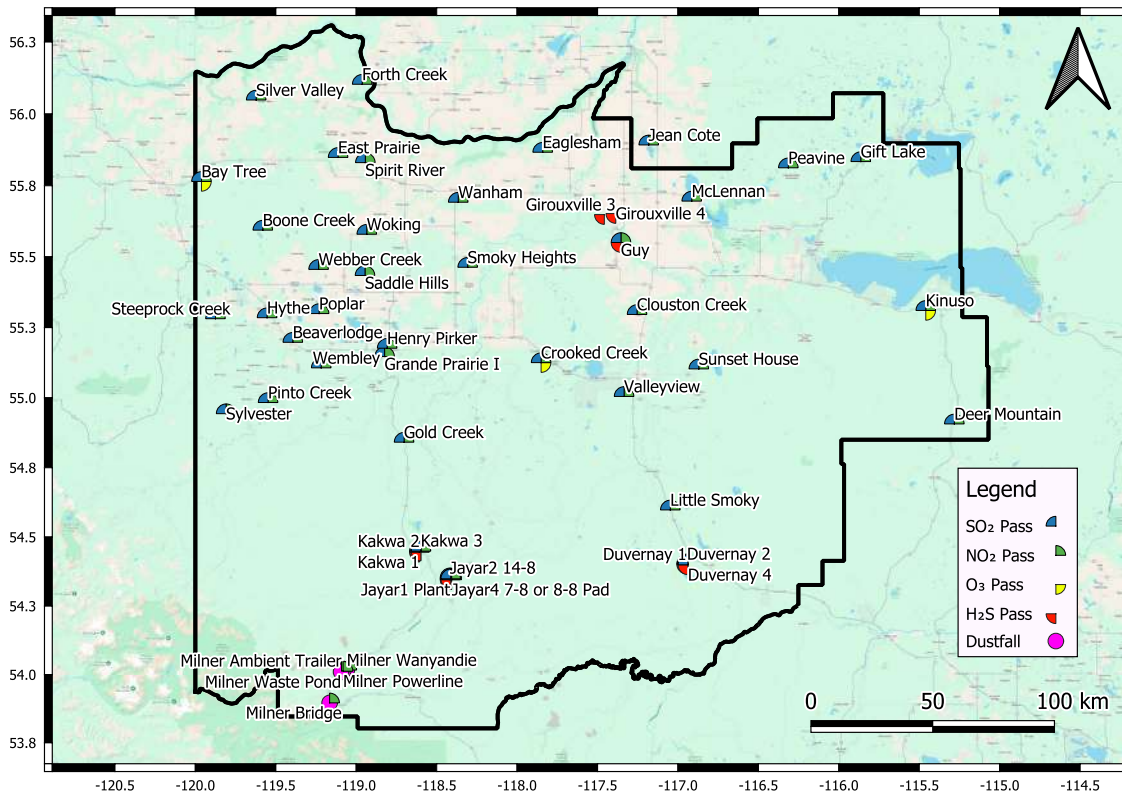 56.3
Forth Creek
Silver Valley
56.0
Jean Cote
East Prairie
Eaglesham
Peavine
Gift Lake
Spirit River
Bay Tree
55.8
Wanham
McLennan
Girouxville 3
Girouxville 4
Boone Creek
Woking
Guy
55.5
Webber Creek
Smoky Heights
Saddle Hills
Steeprock Creek
Hythe
Poplar
Clouston Creek
Kinuso
55.3
Beaverlodge
Henry Pirker
Wembley
Grande Prairie I
Crooked Creek
Sunset House
Pinto Creek
Valleyview
55.0
Sylvester
Deer Mountain
Gold Creek
54.8
Little Smoky
Legend
SO₂ Pass
NO₂ Pass
O₃ Pass
H₂S Pass
Dustfall
54.5
Kakwa 2
Kakwa 3
Kakwa 1
Duvernay 1
Duvernay 2
Duvernay 4
Jayar2 14-8
Jayar1 Plant
Jayar4 7-8 or 8-8 Pad
54.3
Milner Ambient Trailer
Milner Wanyandie
54.0
Milner Waste Pond
Milner Powerline
Milner Bridge
0 50 100 km
53.8
-120.5 -120.0 -119.5 -119.0 -118.5 -118.0 -117.5 -117.0 -116.5 -116.0 -115.5 -115.0 -114.5